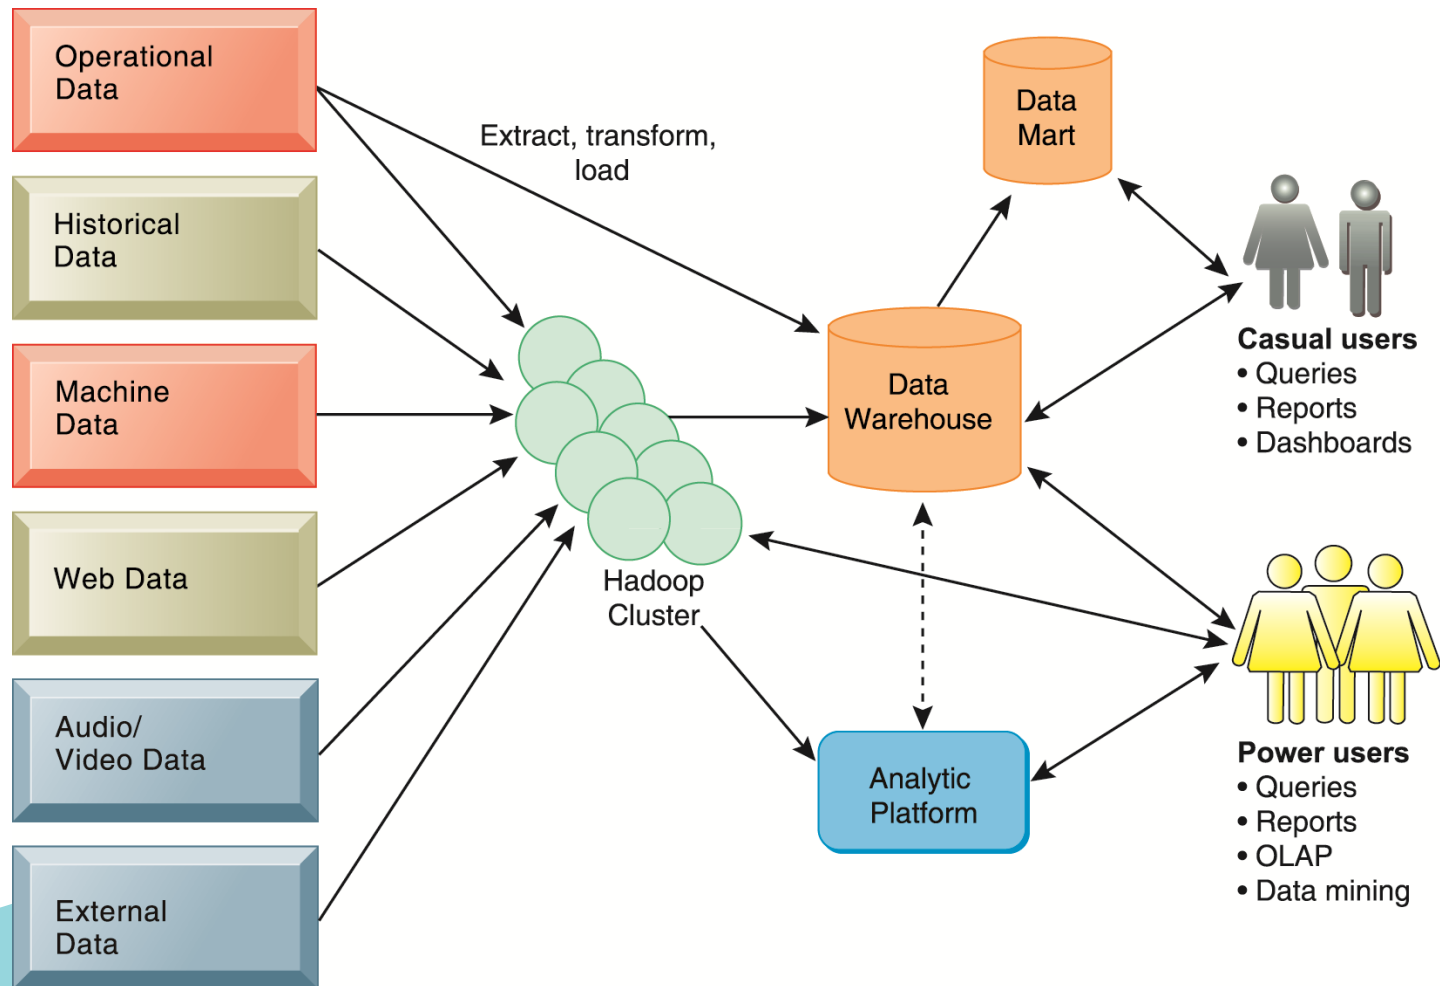 Operational
Data
Historical
Data
Machine
Data
Web Data
Audio/
Video Data
External
Data
Extract, transform,
load
Hadoop
Cluster
Data
Mart
Data
Warehouse
Analytic
Platform
Casual users
• Queries
• Reports
• Dashboards
Power users
• Queries
• Reports
• OLAP
• Data mining